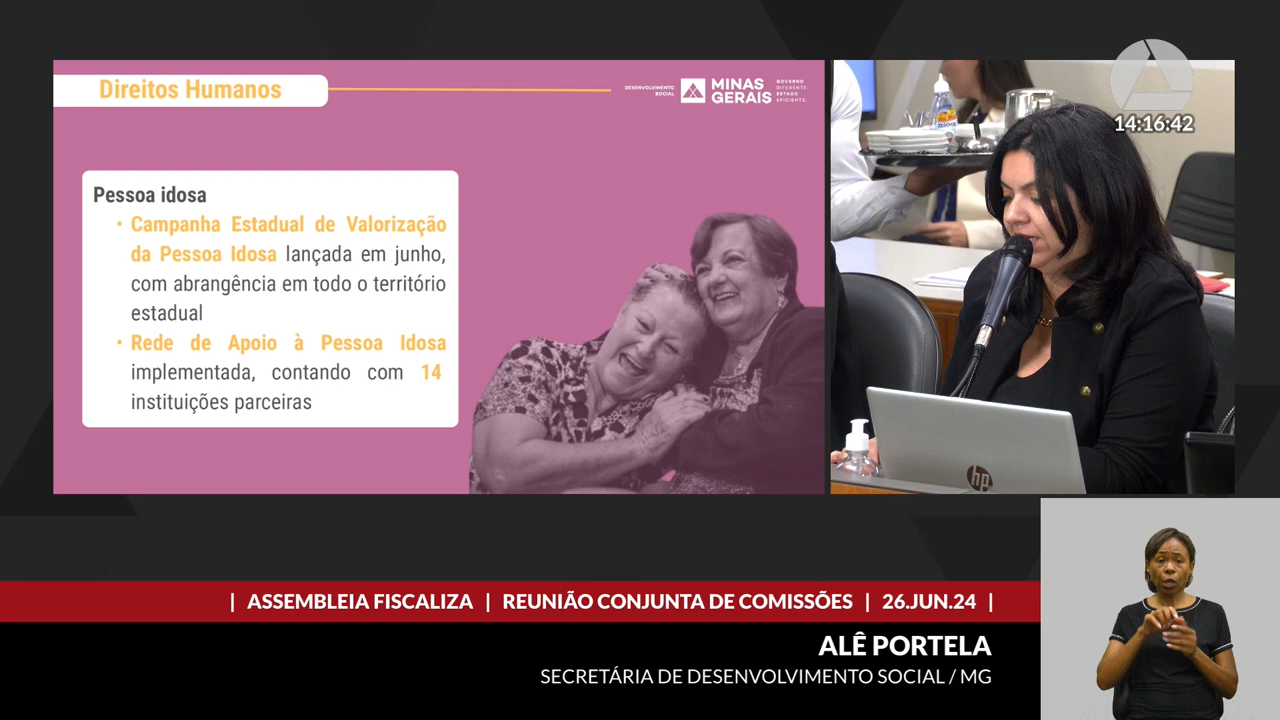 Direitos Humanos
DESENVOLVIMENTO
SOCIAL
MINAS
GERAIS
GOVERNO
DIFERENTE.
ESTADO
EFICIENTE.
14:16:42
Pessoa idosa
• Campanha Estadual de Valorização
da Pessoa Idosa lançada em junho,
com abrangência em todo o território
estadual
• Rede de Apoio à Pessoa Idosa
implementada, contando com 14
instituições parceiras
hp
| ASSEMBLEIA FISCALIZA | REUNIÃO CONJUNTA DE COMISSÕES | 26.JUN.24 |
ALÊ PORTELA
SECRETÁRIA DE DESENVOLVIMENTO SOCIAL / MG